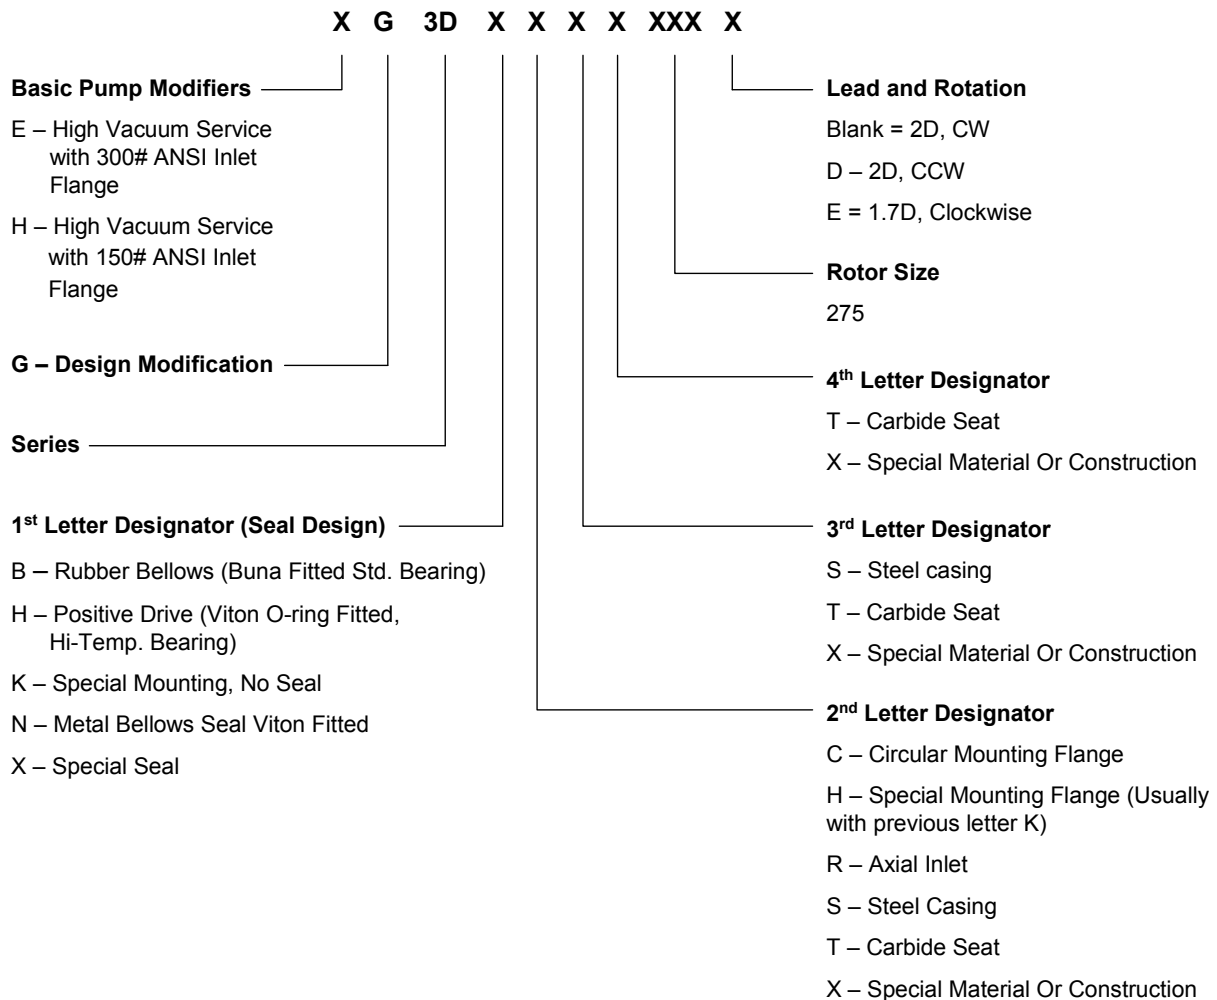 X G 3D X X X X XXX X
Basic Pump Modifiers
E – High Vacuum Service
with 300# ANSI Inlet
Flange
H – High Vacuum Service
with 150# ANSI Inlet
Flange
G – Design Modification
Series
1st Letter Designator (Seal Design)
B – Rubber Bellows (Buna Fitted Std. Bearing)
H – Positive Drive (Viton O-ring Fitted,
Hi-Temp. Bearing)
K – Special Mounting, No Seal
N – Metal Bellows Seal Viton Fitted
X – Special Seal
Lead and Rotation
Blank = 2D, CW
D – 2D, CCW
E = 1.7D, Clockwise
Rotor Size
275
4th Letter Designator
T – Carbide Seat
X – Special Material Or Construction
3rd Letter Designator
S – Steel casing
T – Carbide Seat
X – Special Material Or Construction
2nd Letter Designator
C – Circular Mounting Flange
H – Special Mounting Flange (Usually
with previous letter K)
R – Axial Inlet
S – Steel Casing
T – Carbide Seat
X – Special Material Or Construction